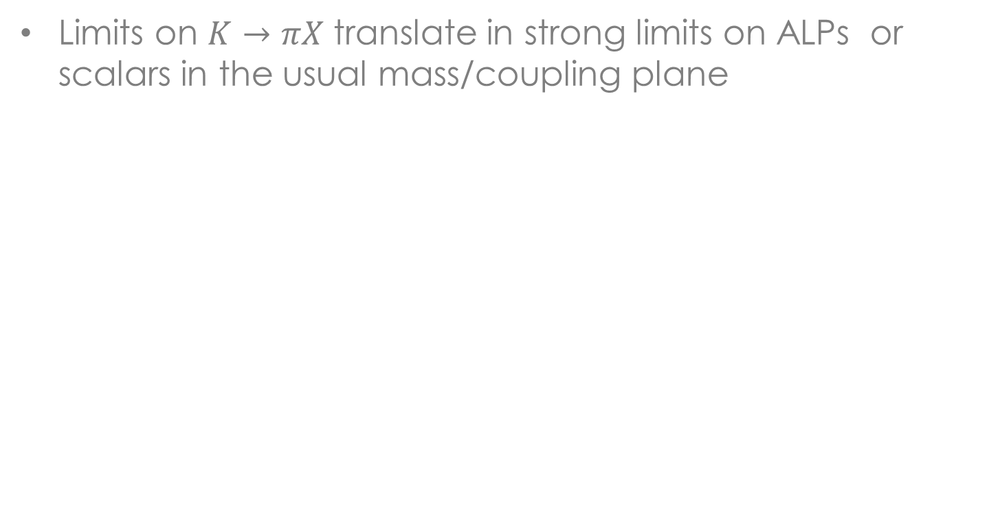 • Limits on K → πX translate in strong limits on ALPs  or
scalars in the usual mass/coupling plane